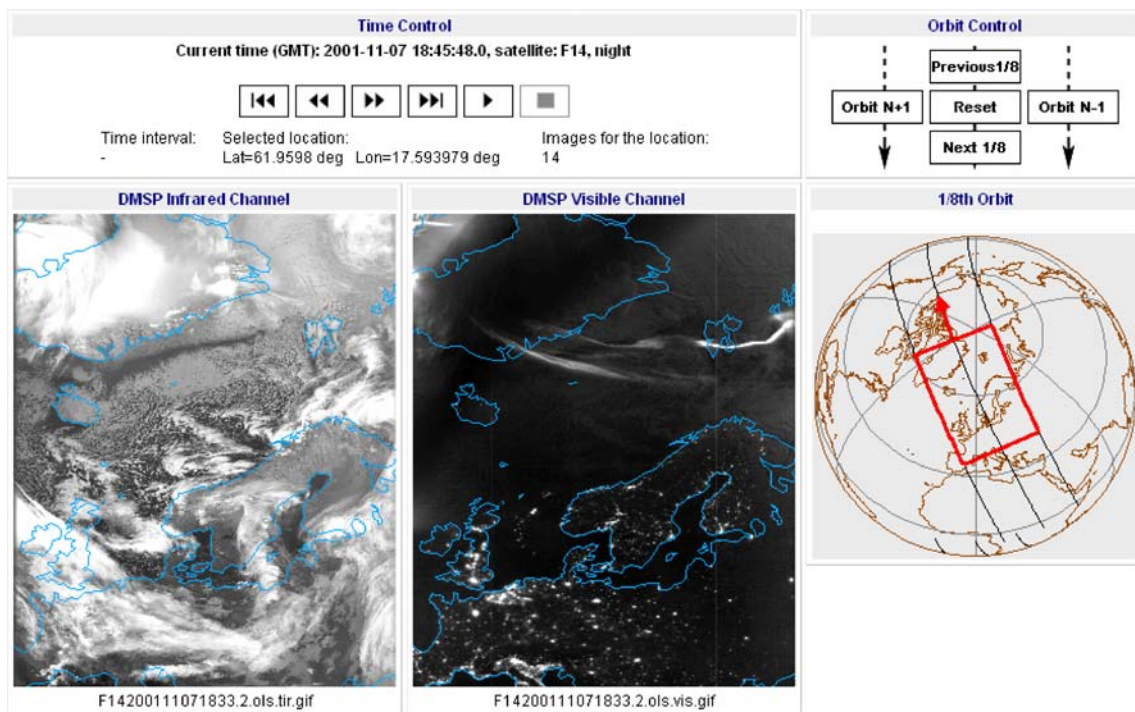 Time Control
Current time (GMT): 2001-11-07 18:45:48.0, satellite: F14, night
Time interval: Selected location: Images for the location:
- Lat=61.9598 deg Lon=17.593979 deg 14
Orbit Control
Previous1/8
Orbit N+1 Reset Orbit N-1
Next 1/8
DMSP Infrared Channel
F14200111071833.2.ols.tir.gif
DMSP Visible Channel
F14200111071833.2.ols.vis.gif
1/8th Orbit